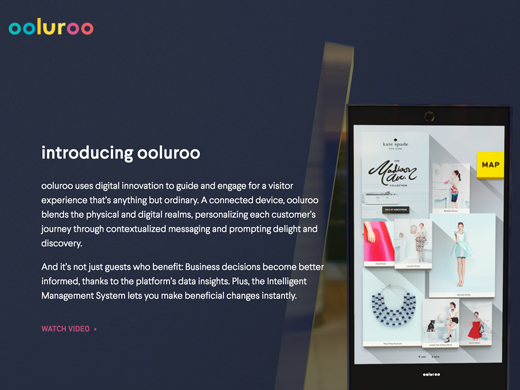 ooluroo
introducing ooluroo
ooluroo uses digital innovation to guide and engage for a visitor
experience that's anything but ordinary. A connected device, ooluroo
blends the physical and digital realms, personalizing each customer's
journey through contextualized messaging and prompting delight and
discovery.
And it's not just guests who benefit: Business decisions become better
informed, thanks to the platform's data insights. Plus, the Intelligent
Management System lets you make beneficial changes instantly.
WATCH VIDEO
kate spade
MAP
ooluroo